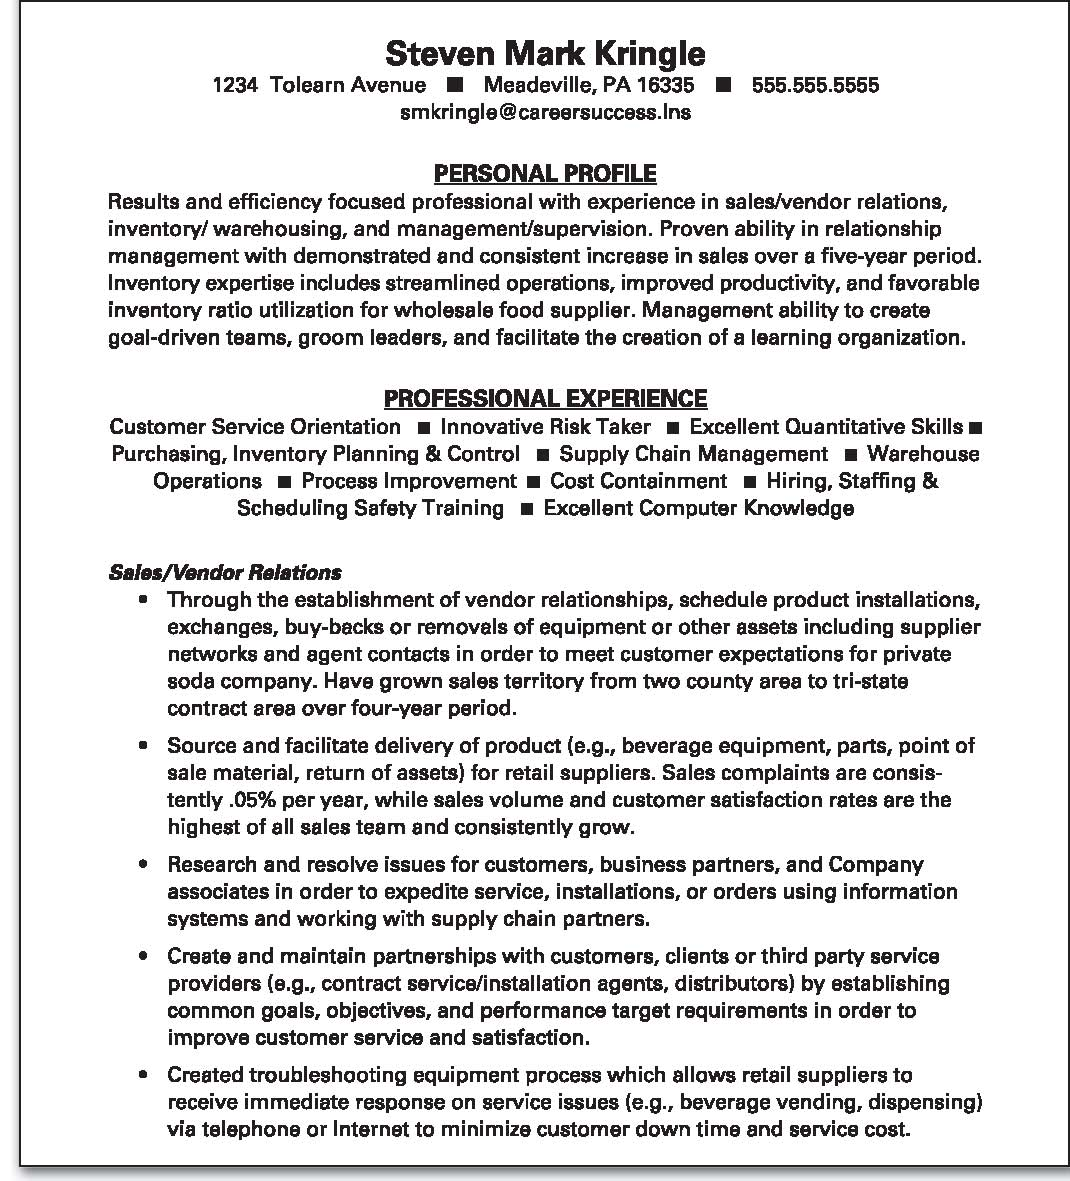 Steven Mark Kringle
1234 Tolearn Avenue ■ Meadeville, PA 16335 ■ 555.555.5555
smkringle@careersuccess.lns
PERSONAL PROFILE
Results and efficiency focused professional with experience in sales/vendor relations,
inventory/ warehousing, and management/supervision. Proven ability in relationship
management with demonstrated and consistent increase in sales over a five-year period.
Inventory expertise includes streamlined operations, improved productivity, and favorable
inventory ratio utilization for wholesale food supplier. Management ability to create
goal-driven teams, groom leaders, and facilitate the creation of a learning organization.
PROFESSIONAL EXPERIENCE
Customer Service Orientation ■ Innovative Risk Taker ■ Excellent Quantitative Skills ■
Purchasing, Inventory Planning & Control ■ Supply Chain Management ■ Warehouse
Operations ■ Process Improvement ■ Cost Containment ■ Hiring, Staffing &
Scheduling Safety Training ■ Excellent Computer Knowledge
Sales/Vendor Relations
• Through the establishment of vendor relationships, schedule product installations,
exchanges, buy-backs or removals of equipment or other assets including supplier
networks and agent contacts in order to meet customer expectations for private
soda company. Have grown sales territory from two county area to tri-state
contract area over four-year period.
• Source and facilitate delivery of product (e.g., beverage equipment, parts, point of
sale material, return of assets) for retail suppliers. Sales complaints are consis-
tently .05% per year, while sales volume and customer satisfaction rates are the
highest of all sales team and consistently grow.
• Research and resolve issues for customers, business partners, and Company
associates in order to expedite service, installations, or orders using information
systems and working with supply chain partners.
• Create and maintain partnerships with customers, clients or third party service
providers (e.g., contract service/installation agents, distributors) by establishing
common goals, objectives, and performance target requirements in order to
improve customer service and satisfaction.
• Created troubleshooting equipment process which allows retail suppliers to
receive immediate response on service issues (e.g., beverage vending, dispensing)
via telephone or Internet to minimize customer down time and service cost.